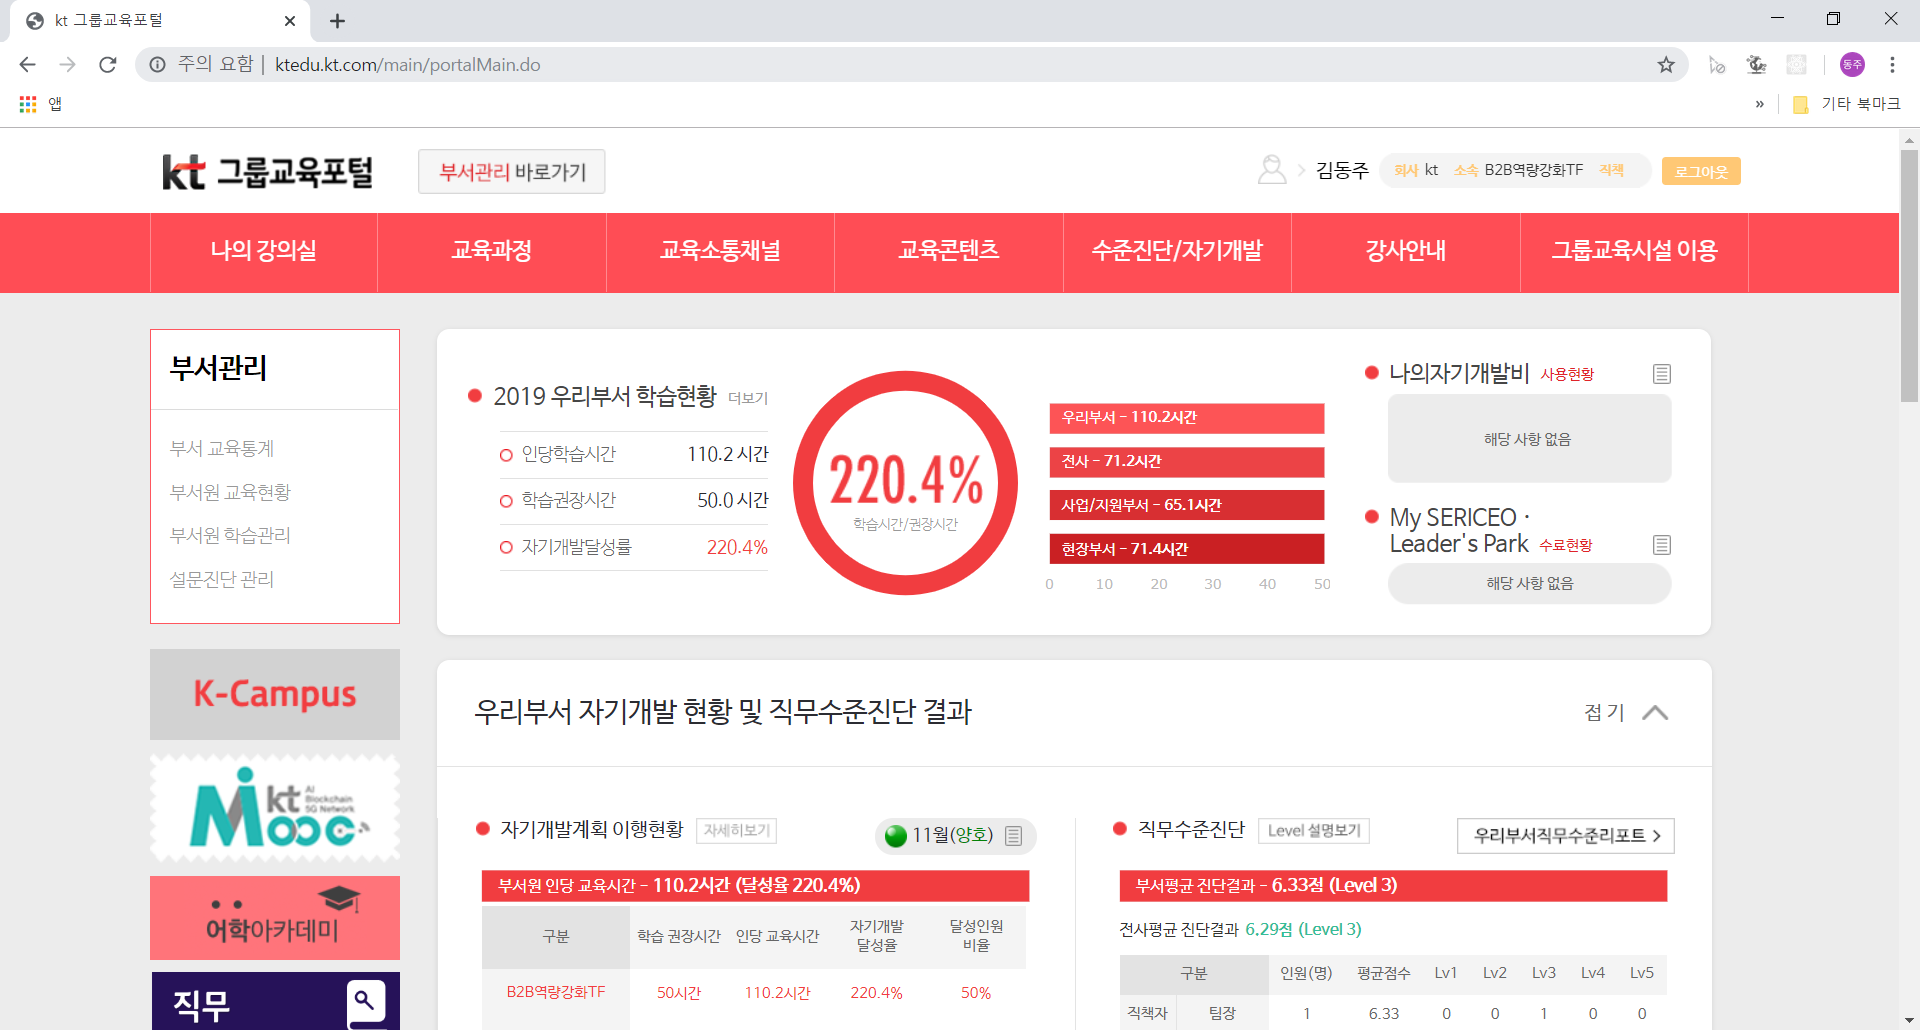 kt 그룹교육포털
주의 요함 | ktedu.kt.com/main/portalMain.do
동주
앱
» 기타 북마크
kt 그룹교육포털
부서관리 바로가기
김동주 회사 kt 소속 B2B역량강화TF 직책
로그아웃
나의 강의실 교육과정 교육소통채널 교육콘텐츠 수준진단/자기개발 강사안내 그룹교육시설 이용
부서관리
부서 교육통계
부서원 교육현황
부서원 학습관리
설문진단 관리
K-Campus
Mi kt AI Blockchain 5G Network
Mooc
어학아카데미
직무
2019 우리부서 학습현황 더보기
인당학습시간 110.2 시간
학습권장시간 50.0 시간
자기개발달성률 220.4%
220.4%
학습시간/권장시간
우리부서 - 110.2시간
전사 - 71.2시간
사업/지원부서 - 65.1시간
현장부서 - 71.4시간
0 10 20 30 40 50
나의자기개발비 사용현황
해당 사항 없음
My SERICEO ·
Leader's Park 수료현황
해당 사항 없음
우리부서 자기개발 현황 및 직무수준진단 결과
접 기
자기개발계획 이행현황 자세히보기
11월(양호)
부서원 인당 교육시간 - 110.2시간 (달성율 220.4%)
구분 학습 권장시간 인당 교육시간 자기개발 달성율 달성인원 비율
B2B역량강화TF 50시간 110.2시간 220.4% 50%
직무수준진단 Level 설명보기
우리부서직무수준리포트 >
부서평균 진단결과 - 6.33점 (Level 3)
전사평균 진단결과 6.29점 (Level 3)
구분 인원(명) 평균점수 Lv1 Lv2 Lv3 Lv4 Lv5
직책자 팀장 1 6.33 0 0 1 0 0